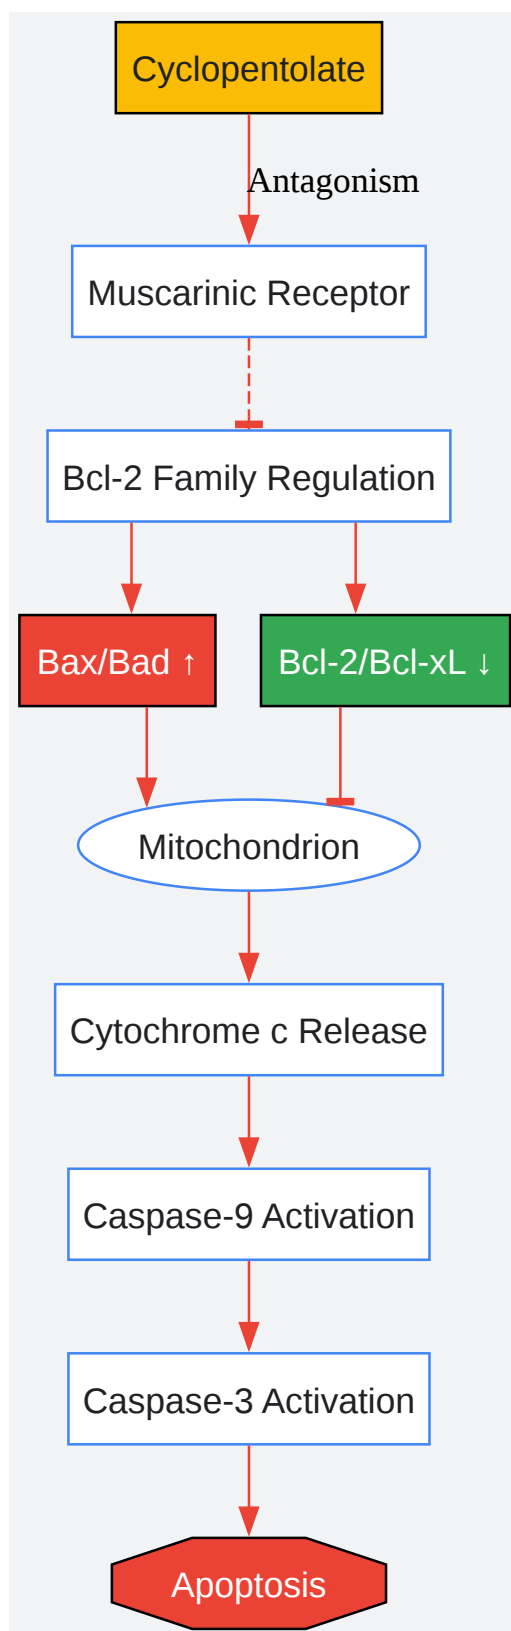 Cyclopentolate
Antagonism
Muscarinic Receptor
Bcl-2 Family Regulation
Bax/Bad ↑
Bcl-2/Bcl-xL ↓
Mitochondrion
Cytochrome c Release
Caspase-9 Activation
Caspase-3 Activation
Apoptosis